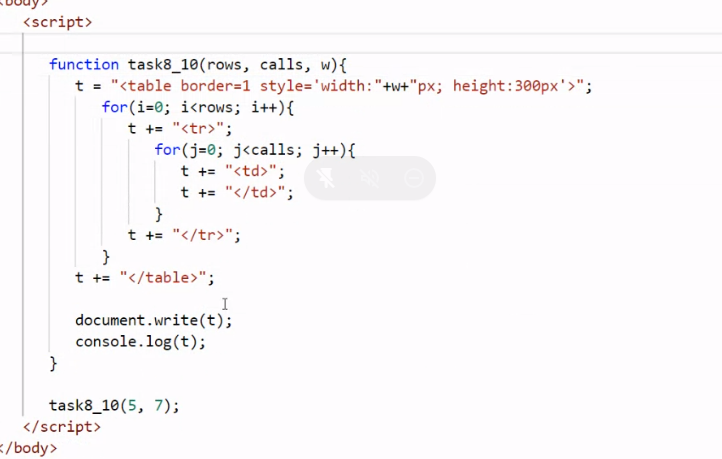 <body>
<script>
function task8_10(rows, calls, w){
t = "<table border=1 style='width:"+w+"px; height:300px'>";
for(i=0; i<rows; i++){
t += "<tr>";
for(j=0; j<calls; j++){
t += "<td>";
t += "</td>";
}
t += "</tr>";
}
t += "</table>";
document.write(t);
console.log(t);
}
task8_10(5, 7);
</script>
</body>